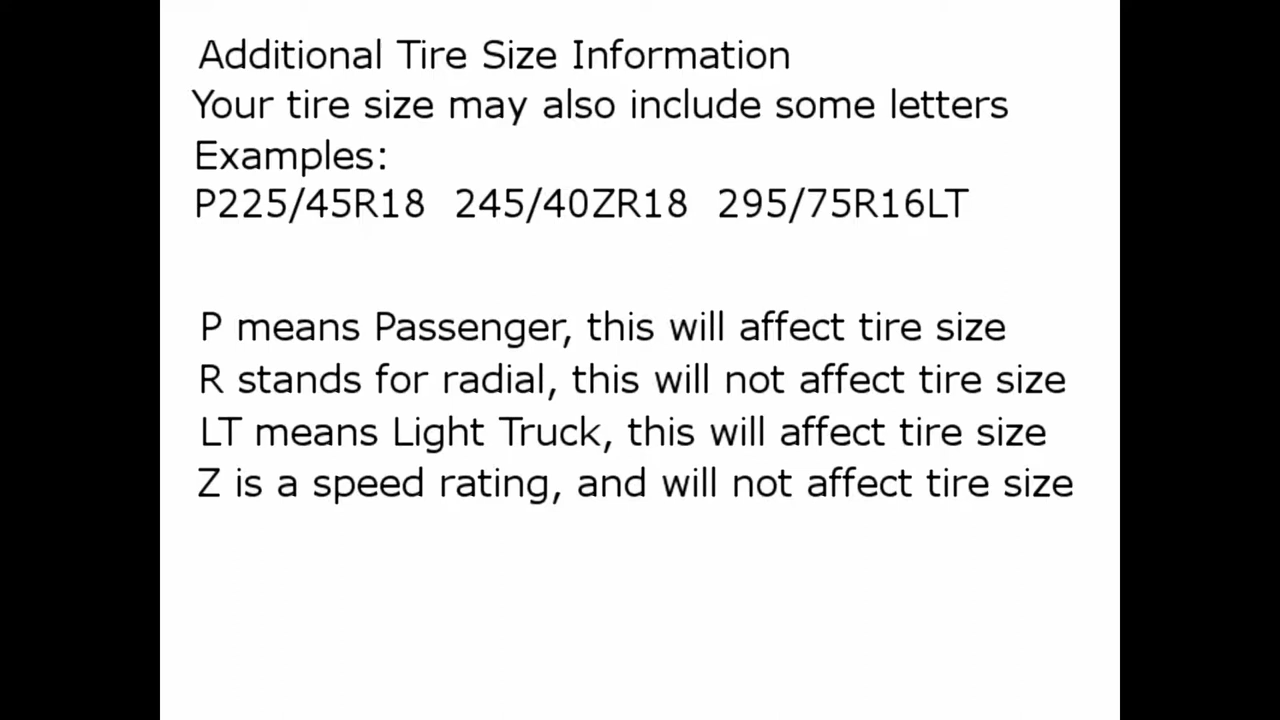 Additional Tire Size Information
Your tire size may also include some letters
Examples:
P225/45R18 245/40ZR18 295/75R16LT
P means Passenger, this will affect tire size
R stands for radial, this will not affect tire size
LT means Light Truck, this will affect tire size
Z is a speed rating, and will not affect tire size